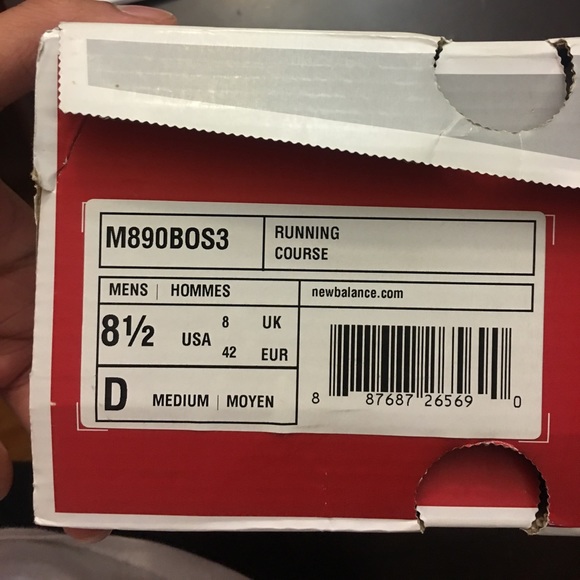 M890BOS3
RUNNING
COURSE
MENS | HOMMES
newbalance.com
8½ USA 8 UK
42 EUR
D MEDIUM | MOYEN
8 87687 26569 0